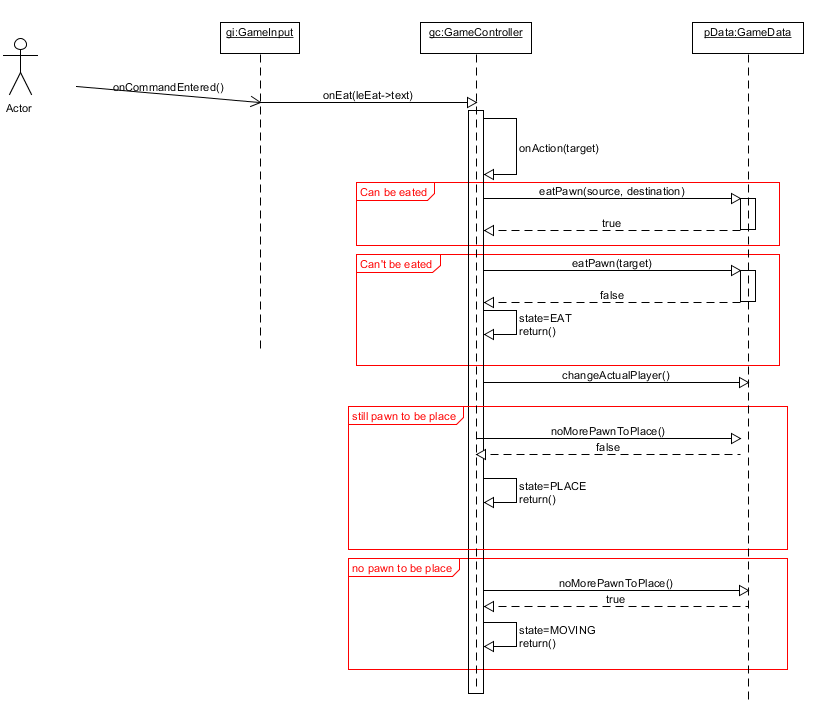 gi:GameInput
gc:GameController
pData:GameData
Actor
onCommandEntered()
onEat(leEat->text)
onAction(target)
Can be eated
eatPawn(source, destination)
true
Can't be eated
eatPawn(target)
false
state=EAT
return()
changeActualPlayer()
still pawn to be place
noMorePawnToPlace()
false
state=PLACE
return()
no pawn to be place
noMorePawnToPlace()
true
state=MOVING
return()